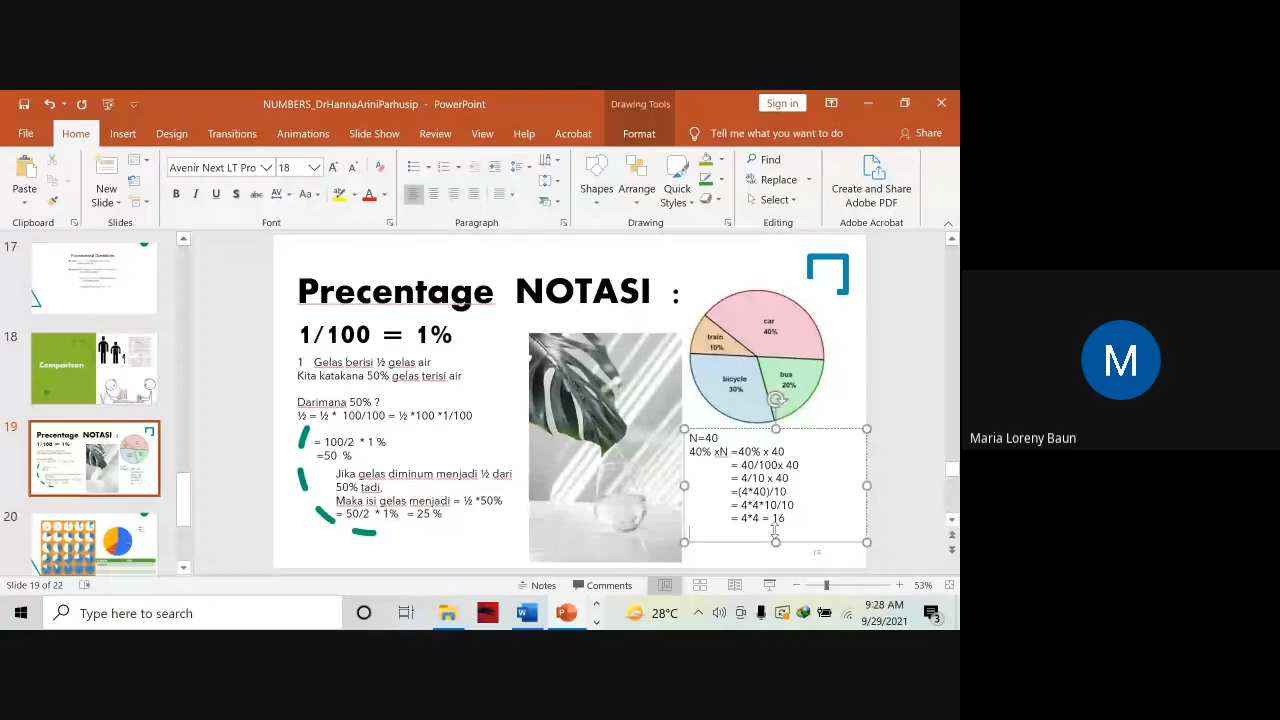 NUMBERS_DrHannaAriniParhusip - PowerPoint
Drawing Tools
Sign in
File
Home
Insert
Design
Transitions
Animations
Slide Show
Review
View
Help
Acrobat
Format
Tell me what you want to do
Share
Paste
New
Slide
Avenir Next LT Pro
18
Shapes
Arrange
Quick
Styles
Find
Replace
Select
Create and Share
Adobe PDF
Clipboard
Slides
Font
Paragraph
Drawing
Editing
Adobe Acrobat
17
Fundamental Operations
18
Comparison
19
Precentage NOTASI :
1/100 = 1%
20
Precentage NOTASI :
1/100 = 1%
1 Gelas berisi ½ gelas air
Kita katakana 50% gelas terisi air
Darimana 50% ?
½ = ½ * 100/100 = ½ *100 *1/100
= 100/2 * 1 %
=50 %
Jika gelas diminum menjadi ½ dari
50% tadi,
Maka isi gelas menjadi = ½ *50%
= 50/2 * 1% = 25 %
car
40%
train
10%
bus
20%
bicycle
30%
N=40
40% xN =40% x 40
= 40/100x 40
= 4/10 x 40
=(4*40)/10
= 4*4*10/10
= 4*4 = 16
19
Slide 19 of 22
Notes
Comments
53%
Type here to search
28°C
9:28 AM
9/29/2021
3
M
Maria Loreny Baun